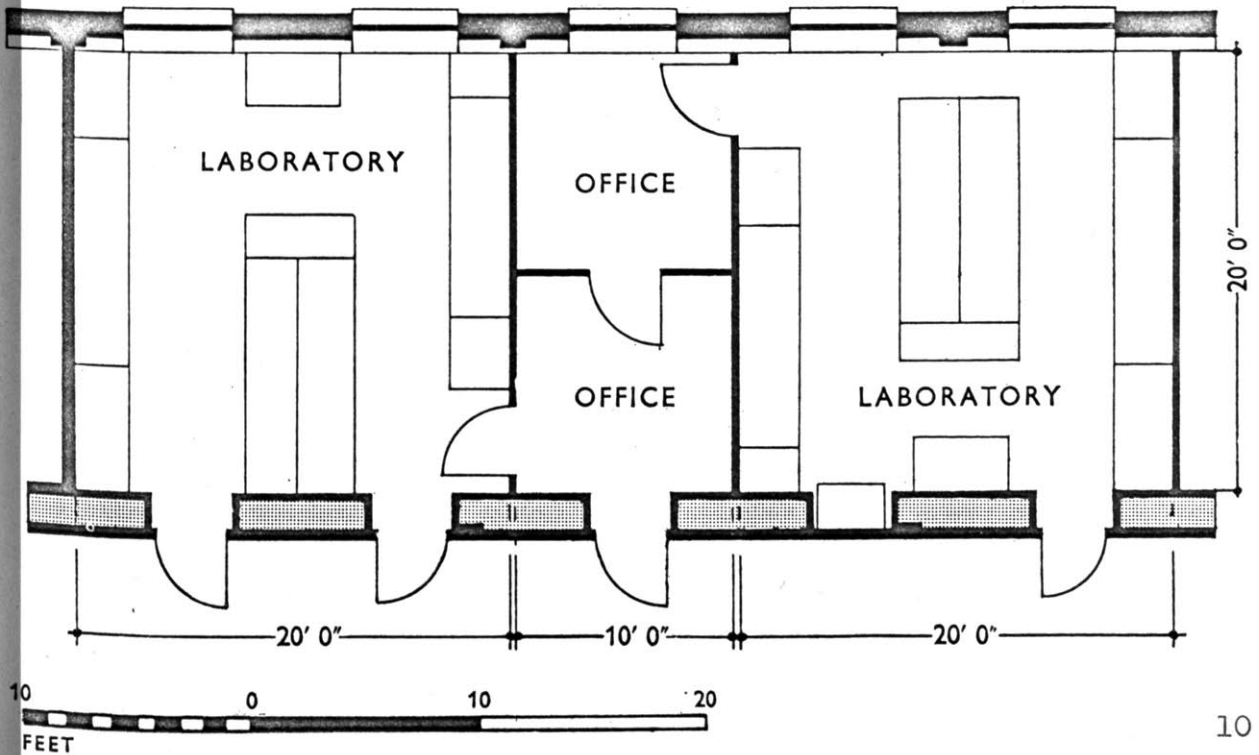 LABORATORY
OFFICE
20' 0"
OFFICE
LABORATORY
20' 0" 10' 0" 20' 0"
10 0 10 20
FEET
10